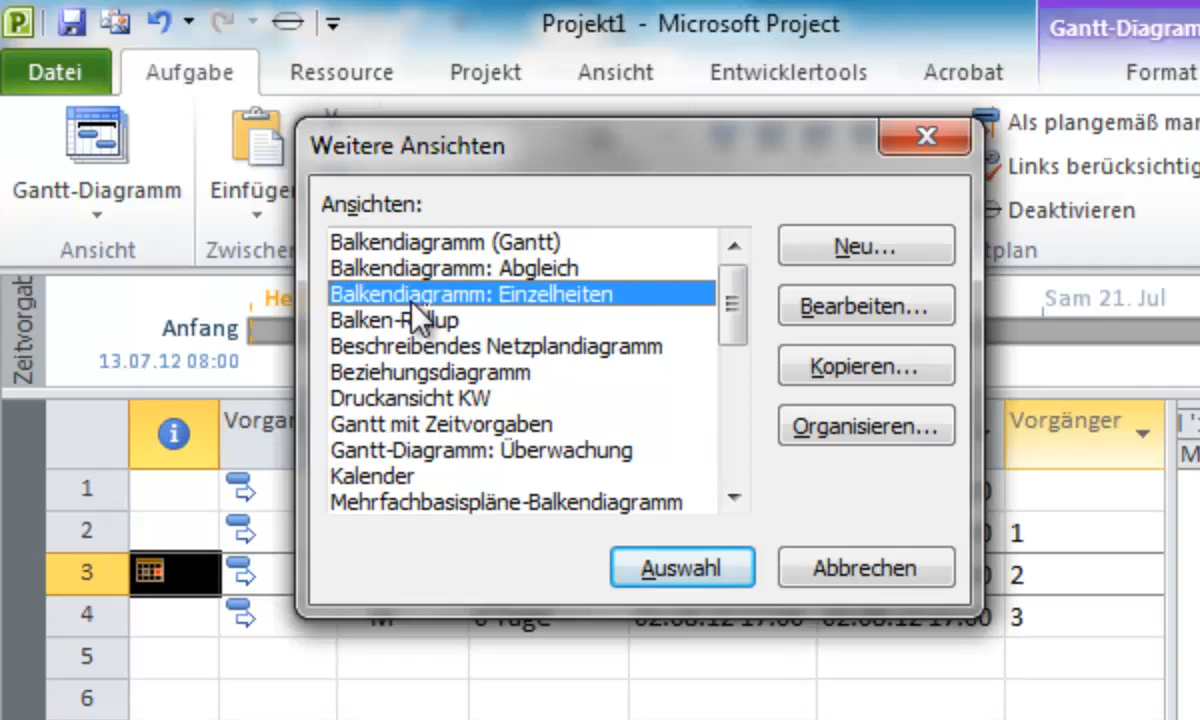 P
Projekt1 - Microsoft Project
Gantt-Diagram
Datei
Aufgabe
Ressource
Projekt
Ansicht
Entwicklertools
Acrobat
Format
Gantt-Diagramm
Ansicht
Einfügen
Zwischen
Als plangemäß mar
Links berücksichtig
Deaktivieren
tplan
Weitere Ansichten
Ansichten:
Balkendiagramm (Gantt)
Balkendiagramm: Abgleich
Balkendiagramm: Einzelheiten
Balken-Rollup
Beschreibendes Netzplandiagramm
Beziehungsdiagramm
Druckansicht KW
Gantt mit Zeitvorgaben
Gantt-Diagramm: Überwachung
Kalender
Mehrfachbasispläne-Balkendiagramm
Neu...
Bearbeiten...
Kopieren...
Organisieren...
Auswahl
Abbrechen
Zeitvorgab
He
Anfang
13.07.12 08:00
Sam 21. Jul
Vorgan
Vorgänger
M
1
2 1
3 2
4 3
5
6